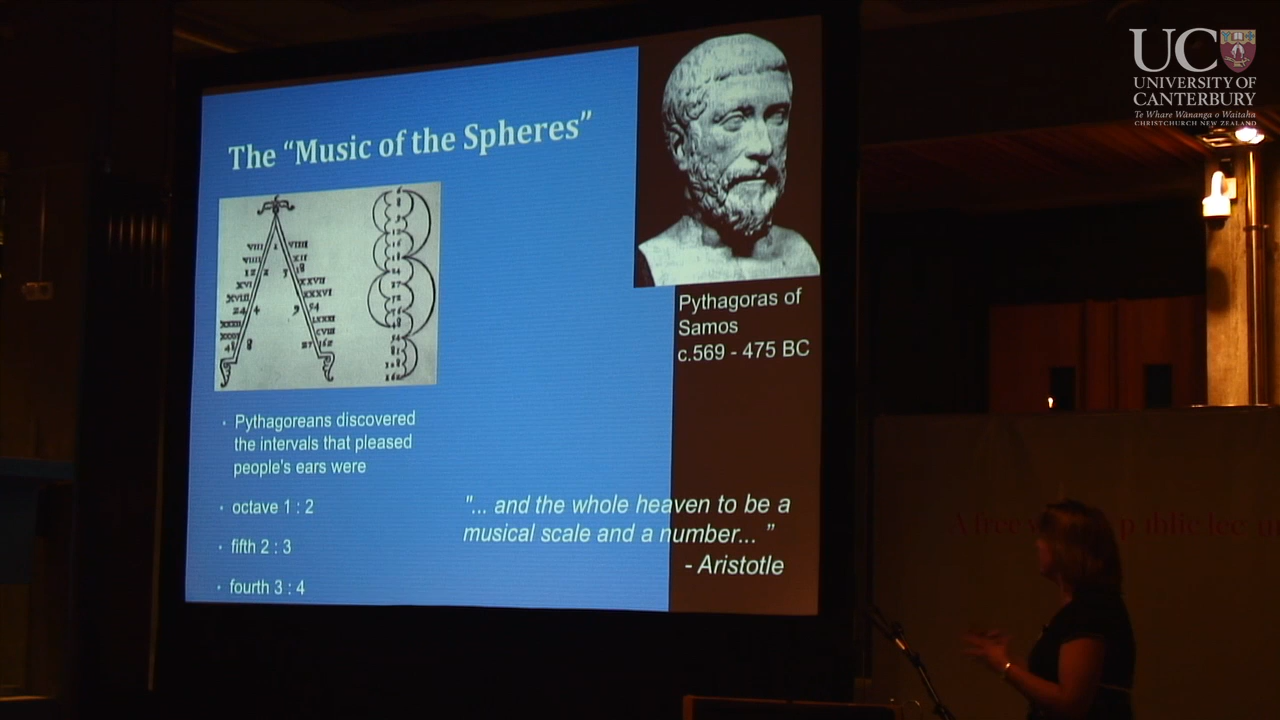 The “Music of the Spheres”
Pythagoreans discovered
the intervals that pleased
people's ears were
octave 1 : 2
fifth 2 : 3
fourth 3 : 4
Pythagoras of
Samos
c.569 - 475 BC
"... and the whole heaven to be a
musical scale and a number... ”
- Aristotle
UC
UNIVERSITY OF
CANTERBURY
Te Whare Wānanga o Waitaha
CHRISTCHURCH NEW ZEALAND
A free